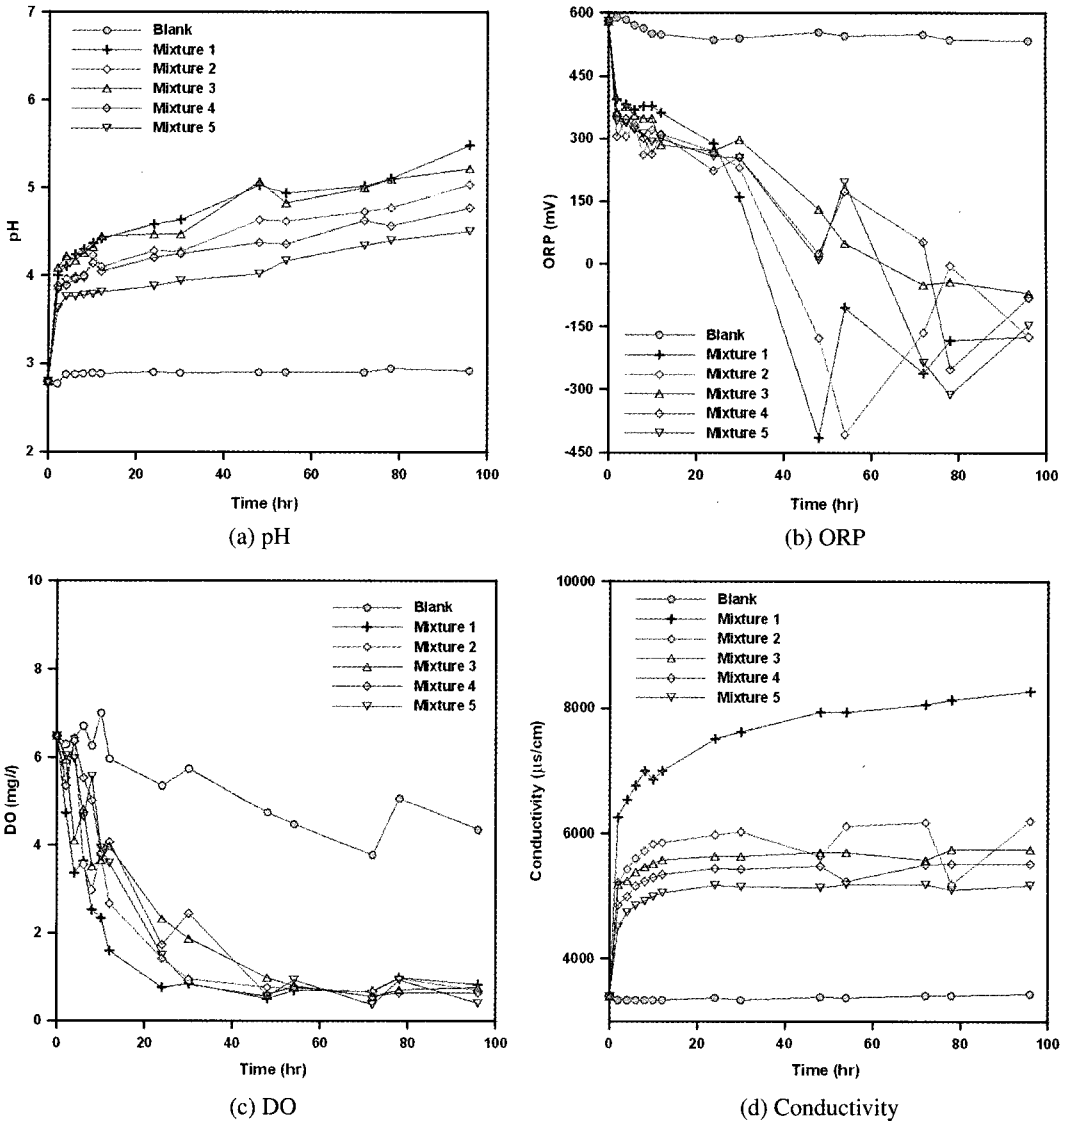 7
6
5
4
3
2
pH
Blank
Mixture 1
Mixture 2
Mixture 3
Mixture 4
Mixture 5
0 20 40 60 80 100
Time (hr)
(a) pH
600
450
300
150
0
-150
-300
-450
ORP (mV)
Blank
Mixture 1
Mixture 2
Mixture 3
Mixture 4
Mixture 5
0 20 40 60 80 100
Time (hr)
(b) ORP
10
8
6
4
2
0
DO (mg/l)
Blank
Mixture 1
Mixture 2
Mixture 3
Mixture 4
Mixture 5
0 20 40 60 80 100
Time (hr)
(c) DO
10000
8000
6000
4000
Conductivity (µs/cm)
Blank
Mixture 1
Mixture 2
Mixture 3
Mixture 4
Mixture 5
0 20 40 60 80 100
Time (hr)
(d) Conductivity